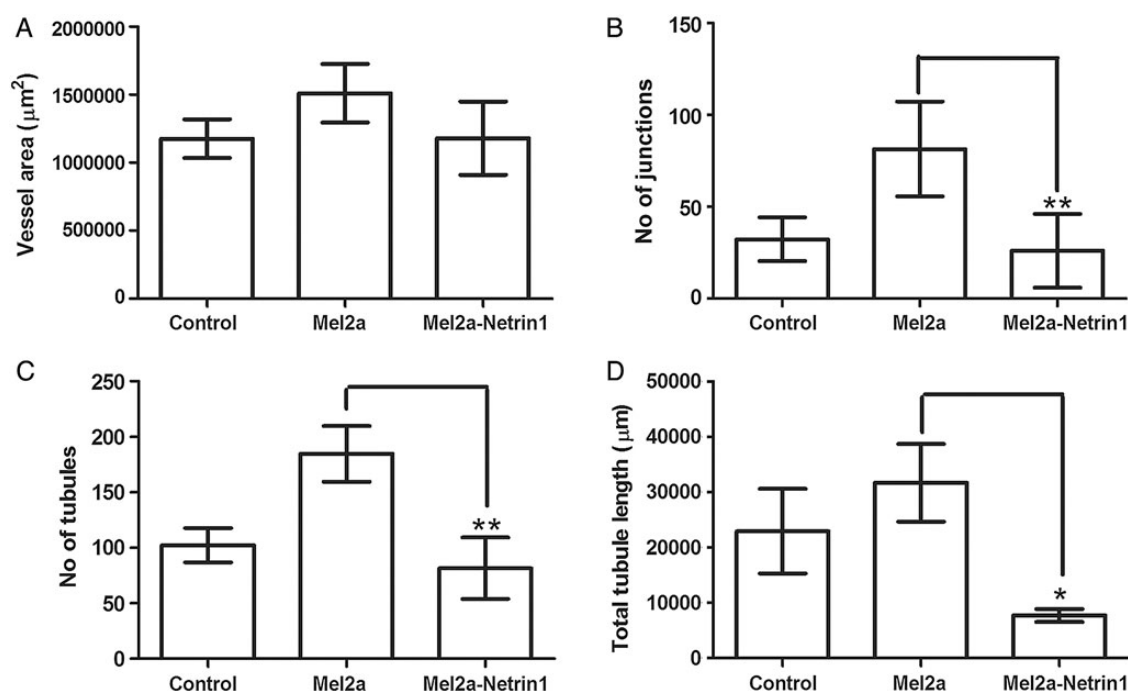 A
Vessel area (μm²)
2000000
1500000
1000000
500000
0
Control Mel2a Mel2a-Netrin1
B
No of junctions
150
100
50
0
**
Control Mel2a Mel2a-Netrin1
C
No of tubules
250
200
150
100
50
0
**
Control Mel2a Mel2a-Netrin1
D
Total tubule length (μm)
50000
40000
30000
20000
10000
0
*
Control Mel2a Mel2a-Netrin1